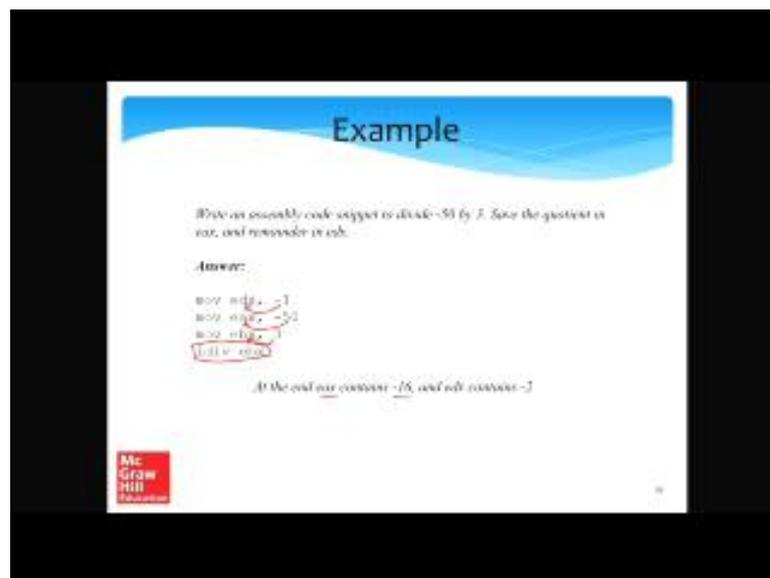 Example
Write an assembly code snippet to divide -50 by 3. Save the quotient in
eax, and remainder in edx.
Answer:
mov edx, -1
mov eax, -50
mov ebx, 3
idiv ebx
At the end eax contains -16, and edx contains -2
Mc
Graw
Hill
Education